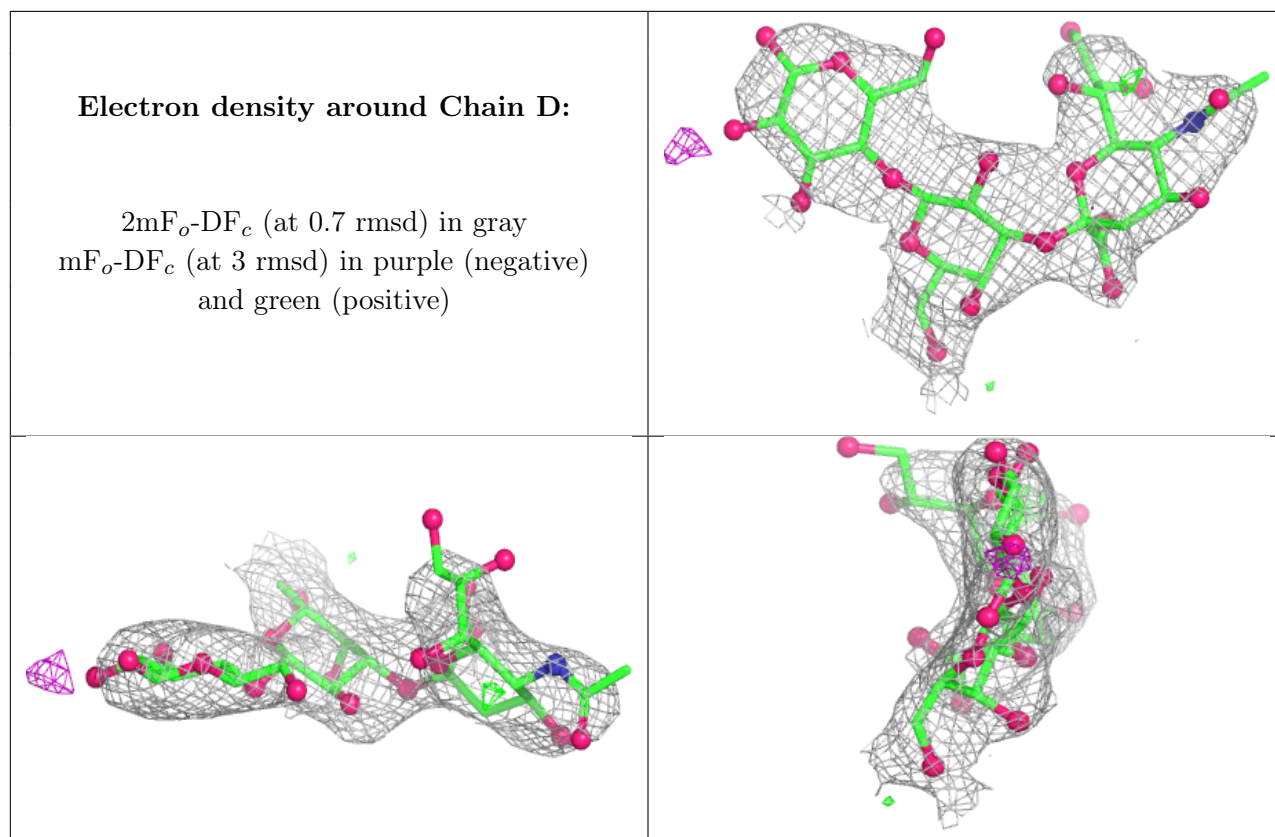 Electron density around Chain D:
2mFₒ-DF𝑐 (at 0.7 rmsd) in gray
mFₒ-DF𝑐 (at 3 rmsd) in purple (negative)
and green (positive)